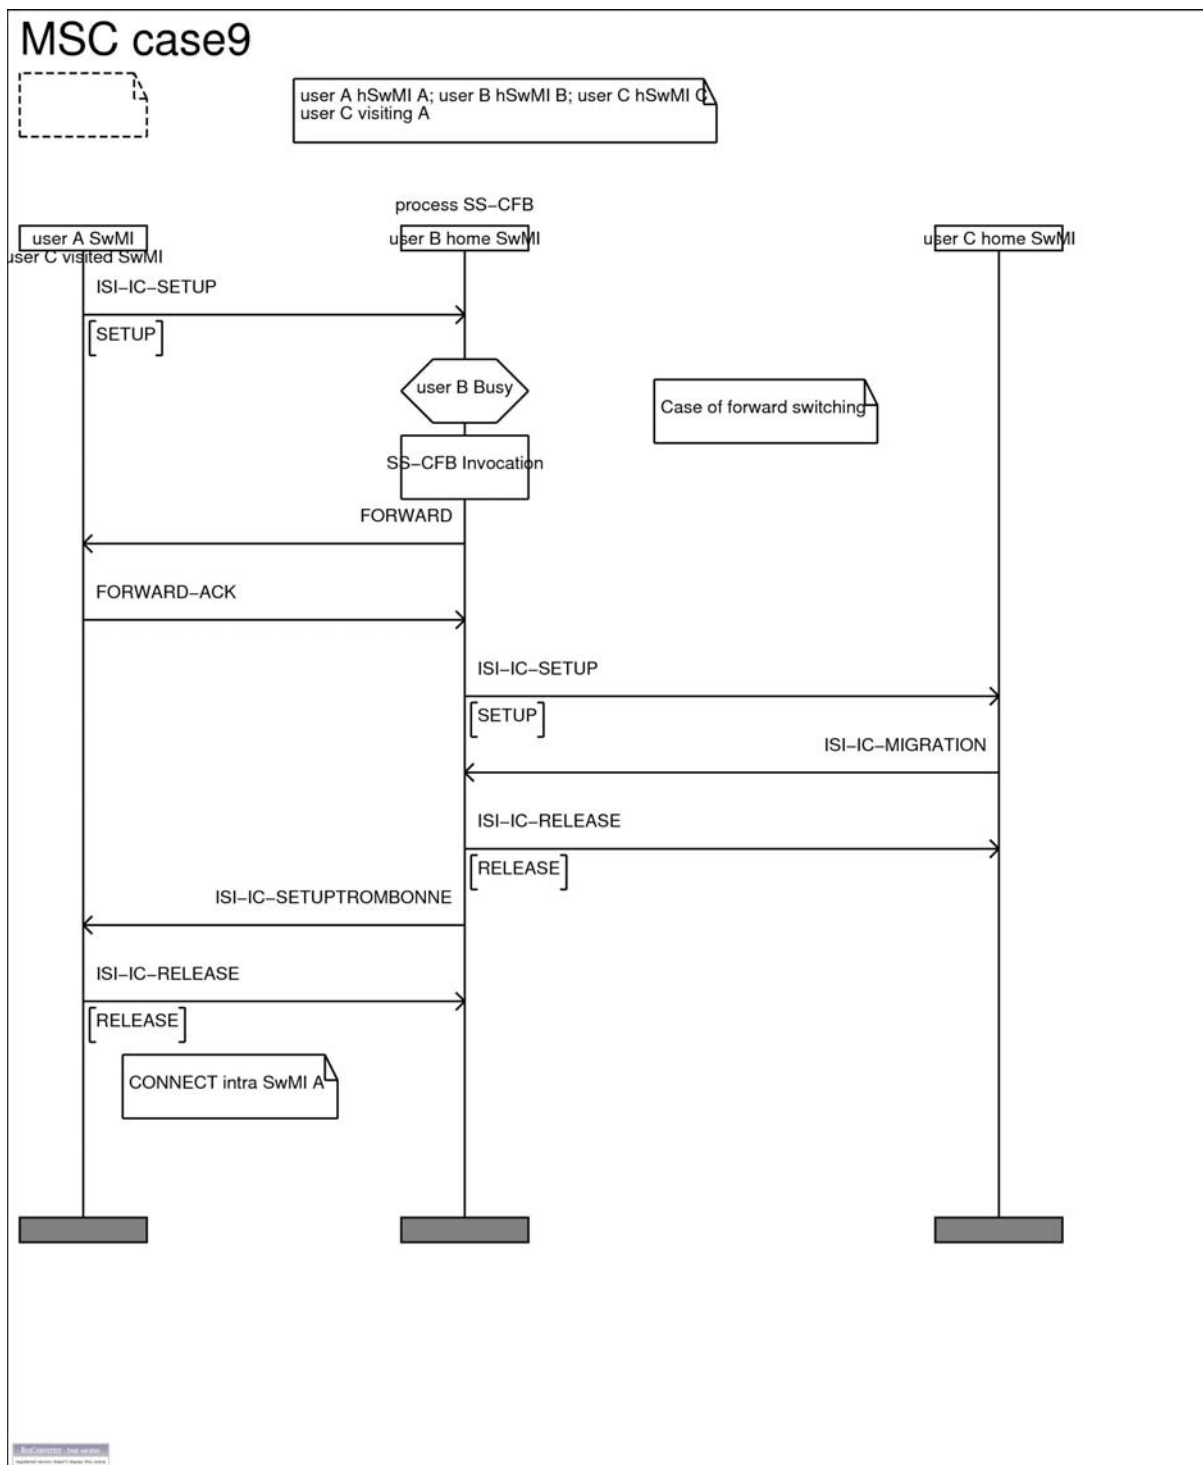 MSC case9
user A hSwMI A; user B hSwMI B; user C hSwMI C
user C visiting A
process SS–CFB
user A SwMI
user B home SwMI
user C home SwMI
user C visited SwMI
ISI–IC–SETUP
SETUP
user B Busy
Case of forward switching
SS–CFB Invocation
FORWARD
FORWARD–ACK
ISI–IC–SETUP
SETUP
ISI–IC–MIGRATION
ISI–IC–RELEASE
RELEASE
ISI–IC–SETUPTROMBONNE
ISI–IC–RELEASE
RELEASE
CONNECT intra SwMI A